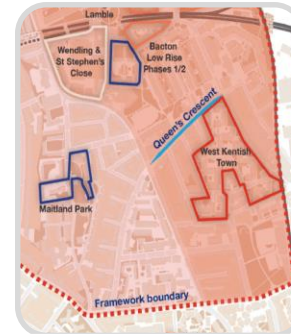 Lamble
Wendling &
St Stephen's
Close
Bacton
Low Rise
Phases 1/2
Queen's Crescent
West Kentish
Town
Maitland Park
Framework boundary